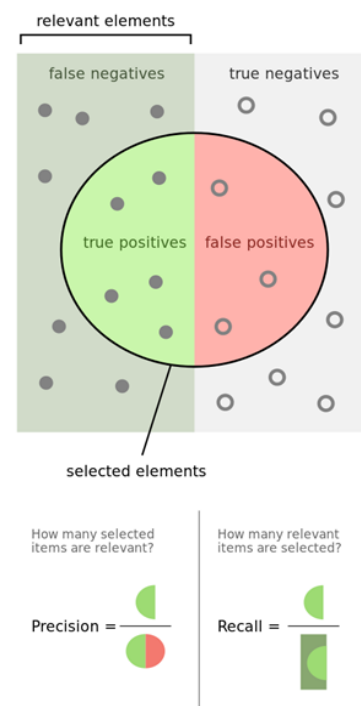 relevant elements
false negatives
true negatives
true positives
false positives
selected elements
How many selected
items are relevant?
How many relevant
items are selected?
Precision =
Recall =